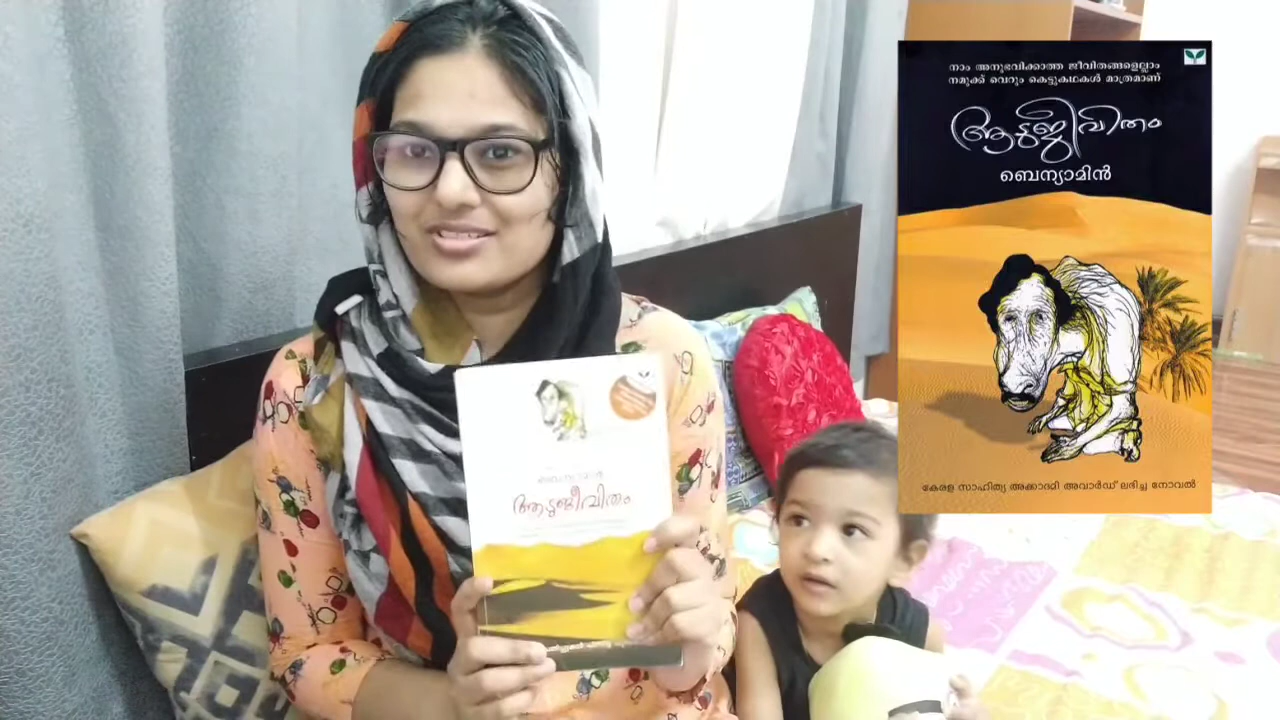 ബെന്യാമിൻ
ആടുജീവിതം
നാം അനുഭവിക്കാത്ത ജീവിതങ്ങളെല്ലാം
നമുക്ക് വെറും കെട്ടുകഥകൾ മാത്രമാണ്
ആടുജീവിതം
ബെന്യാമിൻ
കേരള സാഹിത്യ അക്കാദമി അവാർഡ് ലഭിച്ച നോവൽ